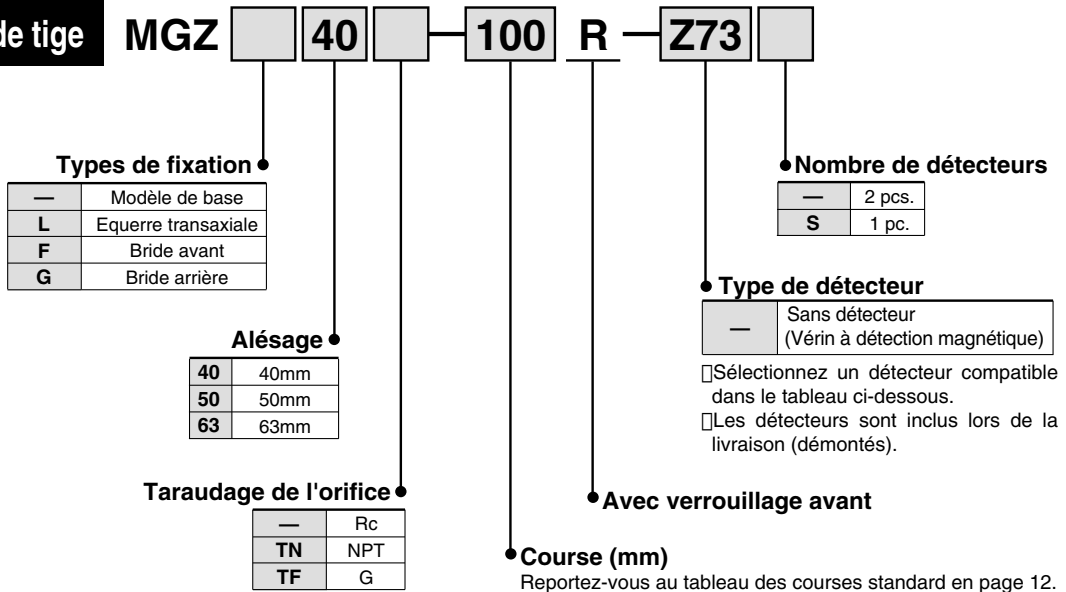 de tige
MGZ 40 — 100 R — Z73
Types de fixation
— Modèle de base
L Equerre transaxiale
F Bride avant
G Bride arrière
Nombre de détecteurs
— 2 pcs.
S 1 pc.
Type de détecteur
— Sans détecteur
(Vérin à détection magnétique)
Sélectionnez un détecteur compatible
dans le tableau ci-dessous.
Les détecteurs sont inclus lors de la
livraison (démontés).
Alésage
40 40mm
50 50mm
63 63mm
Taraudage de l'orifice
— Rc
TN NPT
TF G
Avec verrouillage avant
Course (mm)
Reportez-vous au tableau des courses standard en page 12.